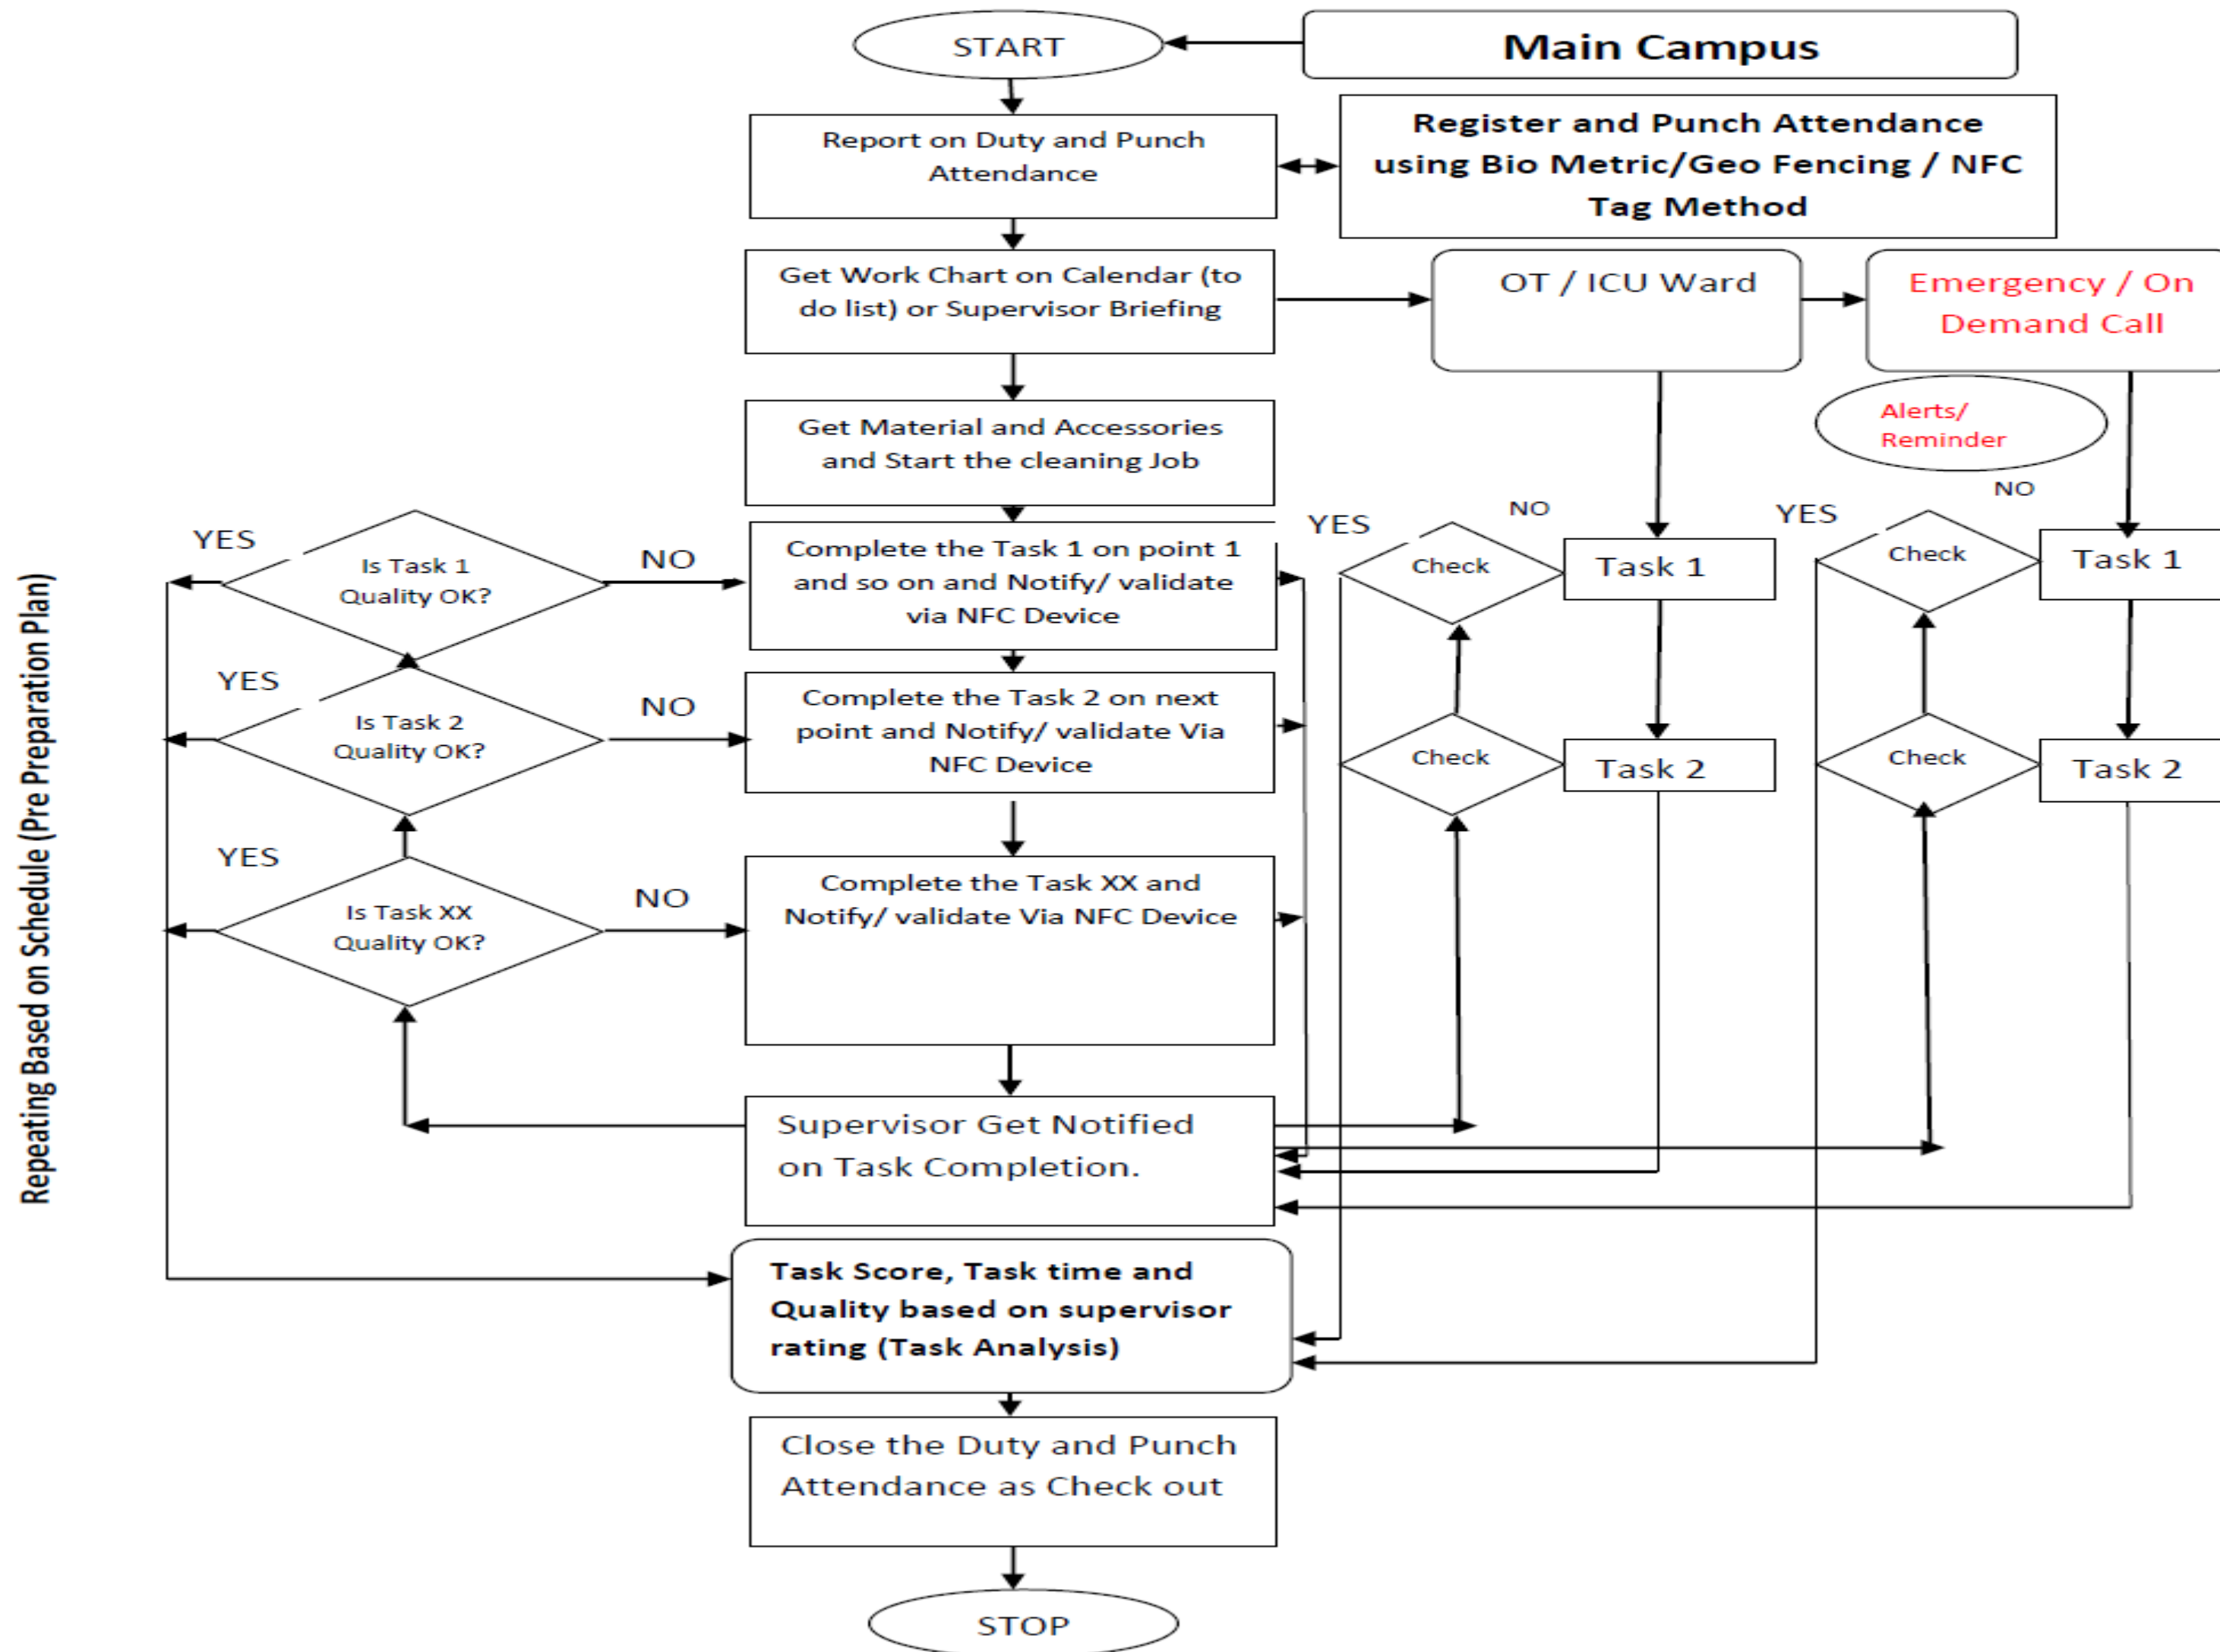 START
Main Campus
Report on Duty and Punch
Attendance
Register and Punch Attendance
using Bio Metric/Geo Fencing / NFC
Tag Method
Get Work Chart on Calendar (to
do list) or Supervisor Briefing
OT / ICU Ward
Emergency / On
Demand Call
Alerts/
Reminder
Get Material and Accessories
and Start the cleaning Job
YES
Is Task 1
Quality OK?
NO
Complete the Task 1 on point 1
and so on and Notify/ validate
via NFC Device
YES
Check
NO
Task 1
YES
Check
NO
Task 1
YES
Is Task 2
Quality OK?
NO
Complete the Task 2 on next
point and Notify/ validate Via
NFC Device
Check
Task 2
Check
Task 2
YES
Is Task XX
Quality OK?
NO
Complete the Task XX and
Notify/ validate Via NFC Device
Repeating Based on Schedule (Pre Preparation Plan)
Supervisor Get Notified
on Task Completion.
Task Score, Task time and
Quality based on supervisor
rating (Task Analysis)
Close the Duty and Punch
Attendance as Check out
STOP